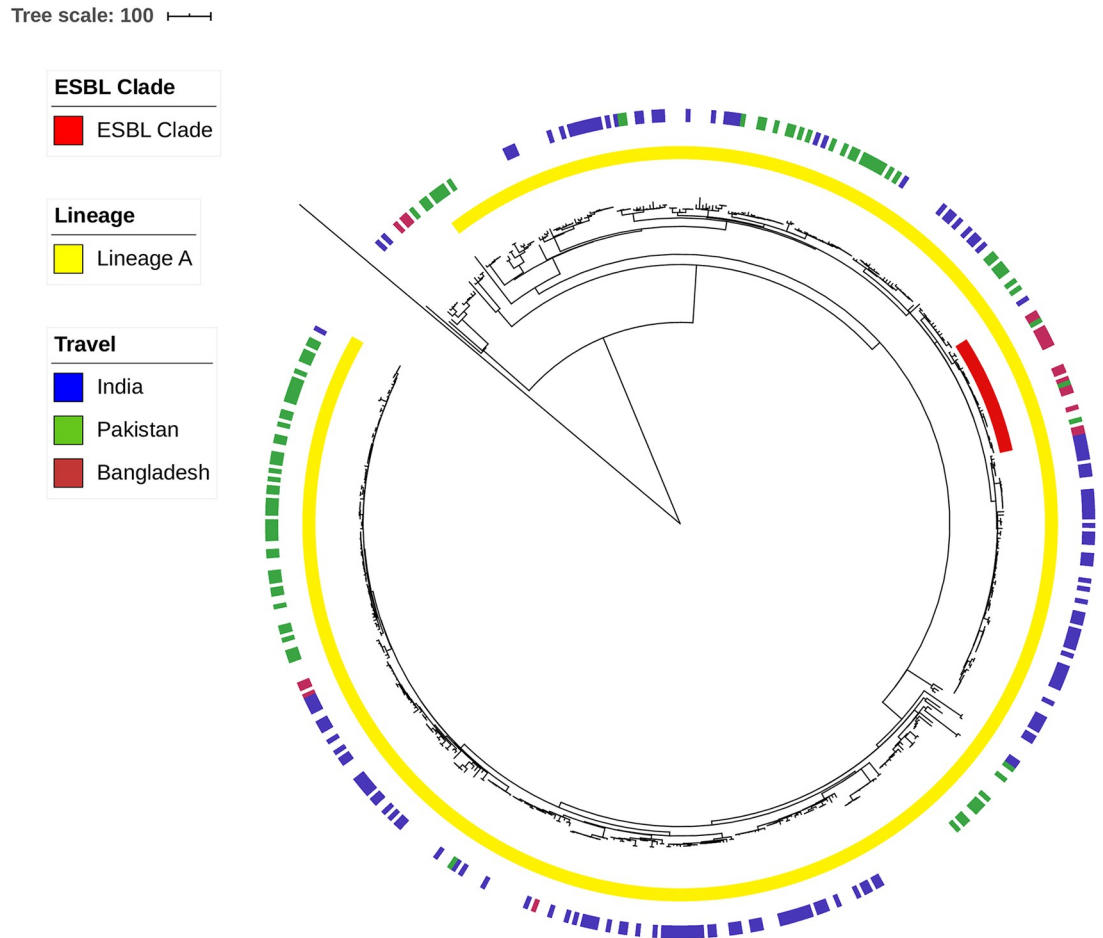 Tree scale: 100
ESBL Clade
ESBL Clade
Lineage
Lineage A
Travel
India
Pakistan
Bangladesh